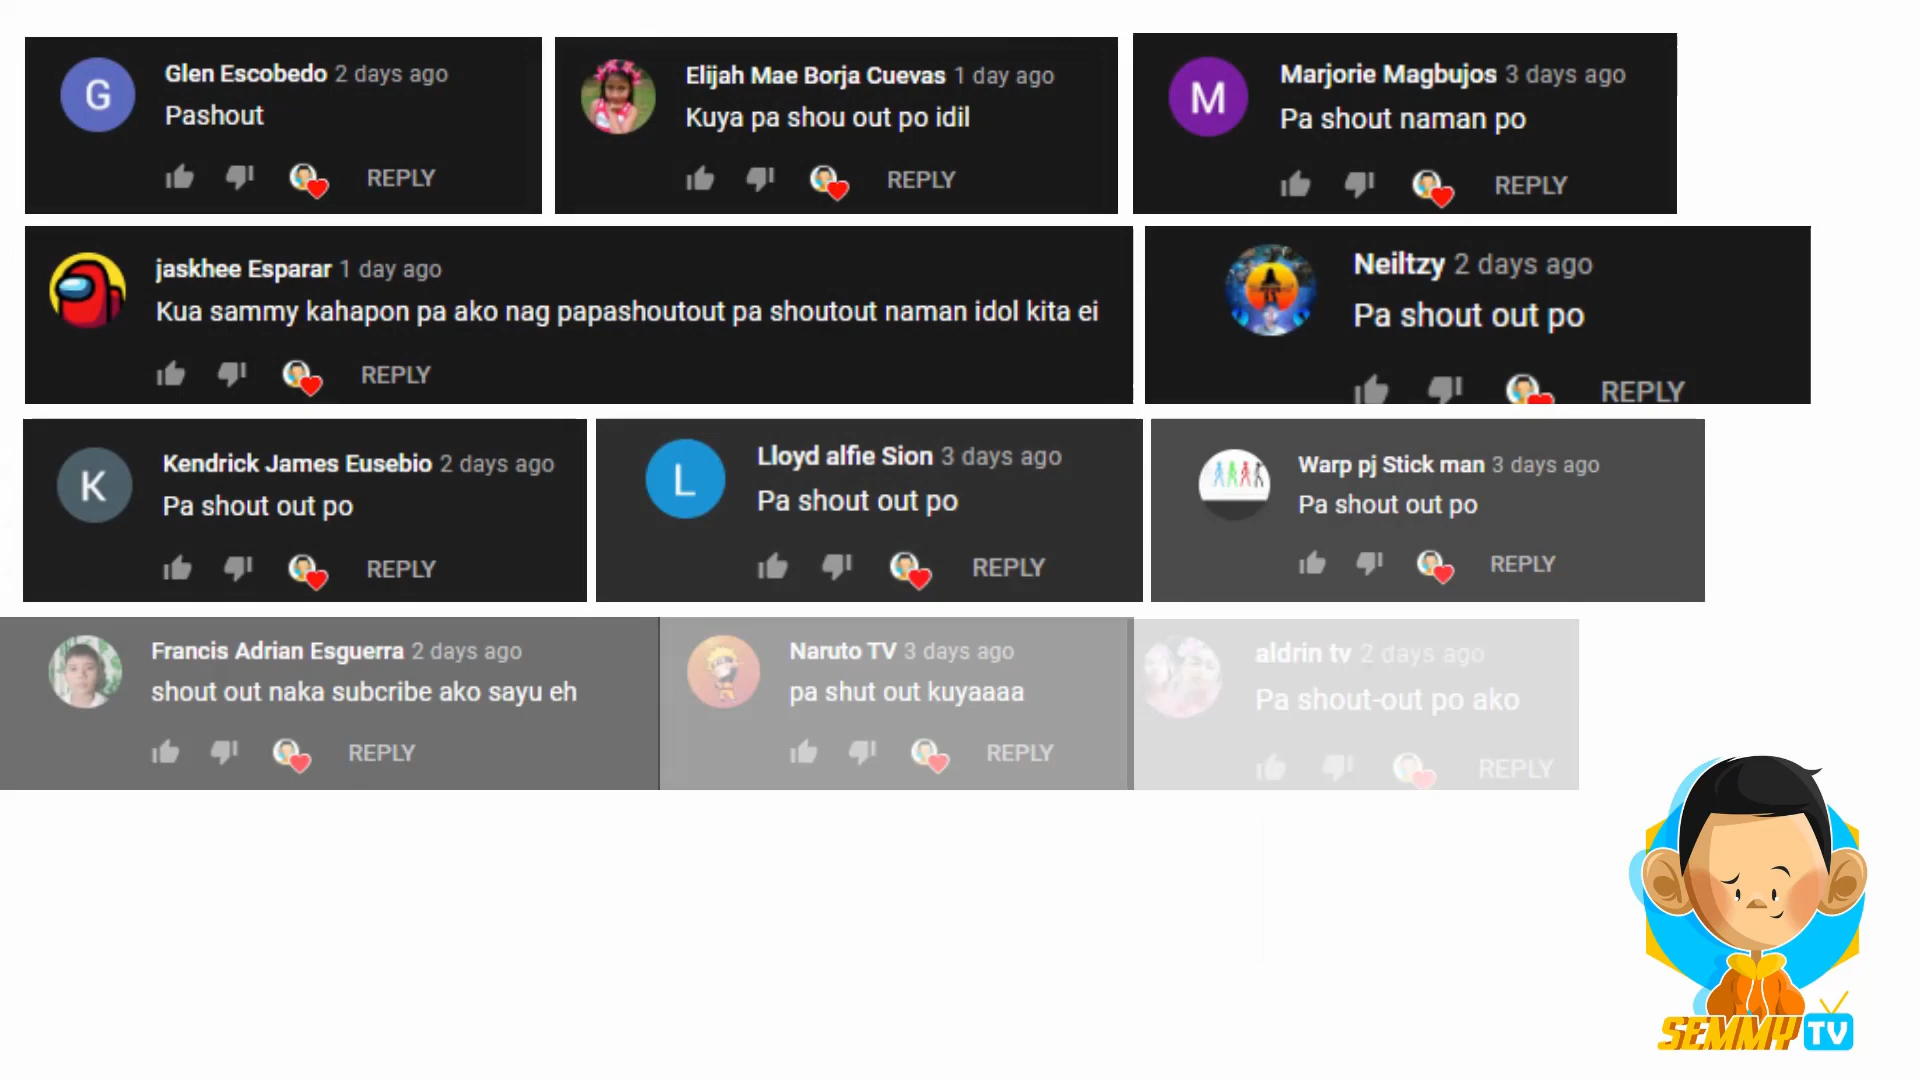 G
Glen Escobedo 2 days ago
Pashout
REPLY
Elijah Mae Borja Cuevas 1 day ago
Kuya pa shou out po idil
REPLY
M
Marjorie Magbujos 3 days ago
Pa shout naman po
REPLY
jaskhee Esparar 1 day ago
Kua sammy kahapon pa ako nag papashoutout pa shoutout naman idol kita ei
REPLY
Neiltzy 2 days ago
Pa shout out po
REPLY
K
Kendrick James Eusebio 2 days ago
Pa shout out po
REPLY
L
Lloyd alfie Sion 3 days ago
Pa shout out po
REPLY
Warp pj Stick man 3 days ago
Pa shout out po
REPLY
Francis Adrian Esguerra 2 days ago
shout out naka subcribe ako sayu eh
REPLY
Naruto TV 3 days ago
pa shut out kuyaaaa
REPLY
aldrin tv 2 days ago
Pa shout-out po ako
REPLY
SEMMY TV